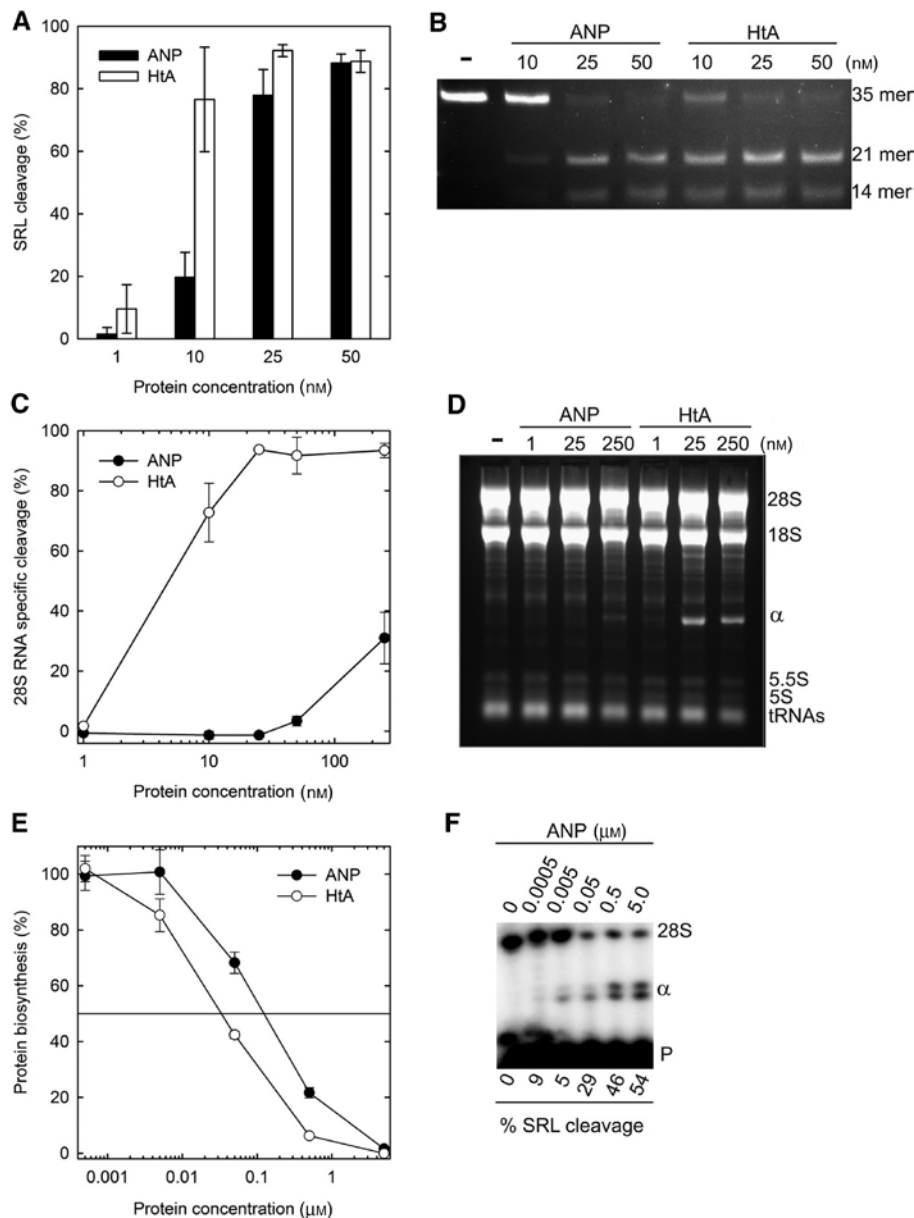 A
100
80
60
40
20
0
SRL cleavage (%)
ANP
HtA
1 10 25 50
Protein concentration (nM)
B
ANP HtA
– 10 25 50 10 25 50 (nM)
35 mer
21 mer
14 mer
C
100
80
60
40
20
0
28S RNA specific cleavage (%)
ANP
HtA
1 10 100
Protein concentration (nM)
D
ANP HtA
– 1 25 250 1 25 250 (nM)
28S
18S
α
5.5S
5S
tRNAs
E
100
80
60
40
20
0
Protein biosynthesis (%)
ANP
HtA
0.001 0.01 0.1 1
Protein concentration (μM)
F
ANP (μM)
0 0.0005 0.005 0.05 0.5 5.0
28S
α
P
0 9 5 29 46 54
% SRL cleavage